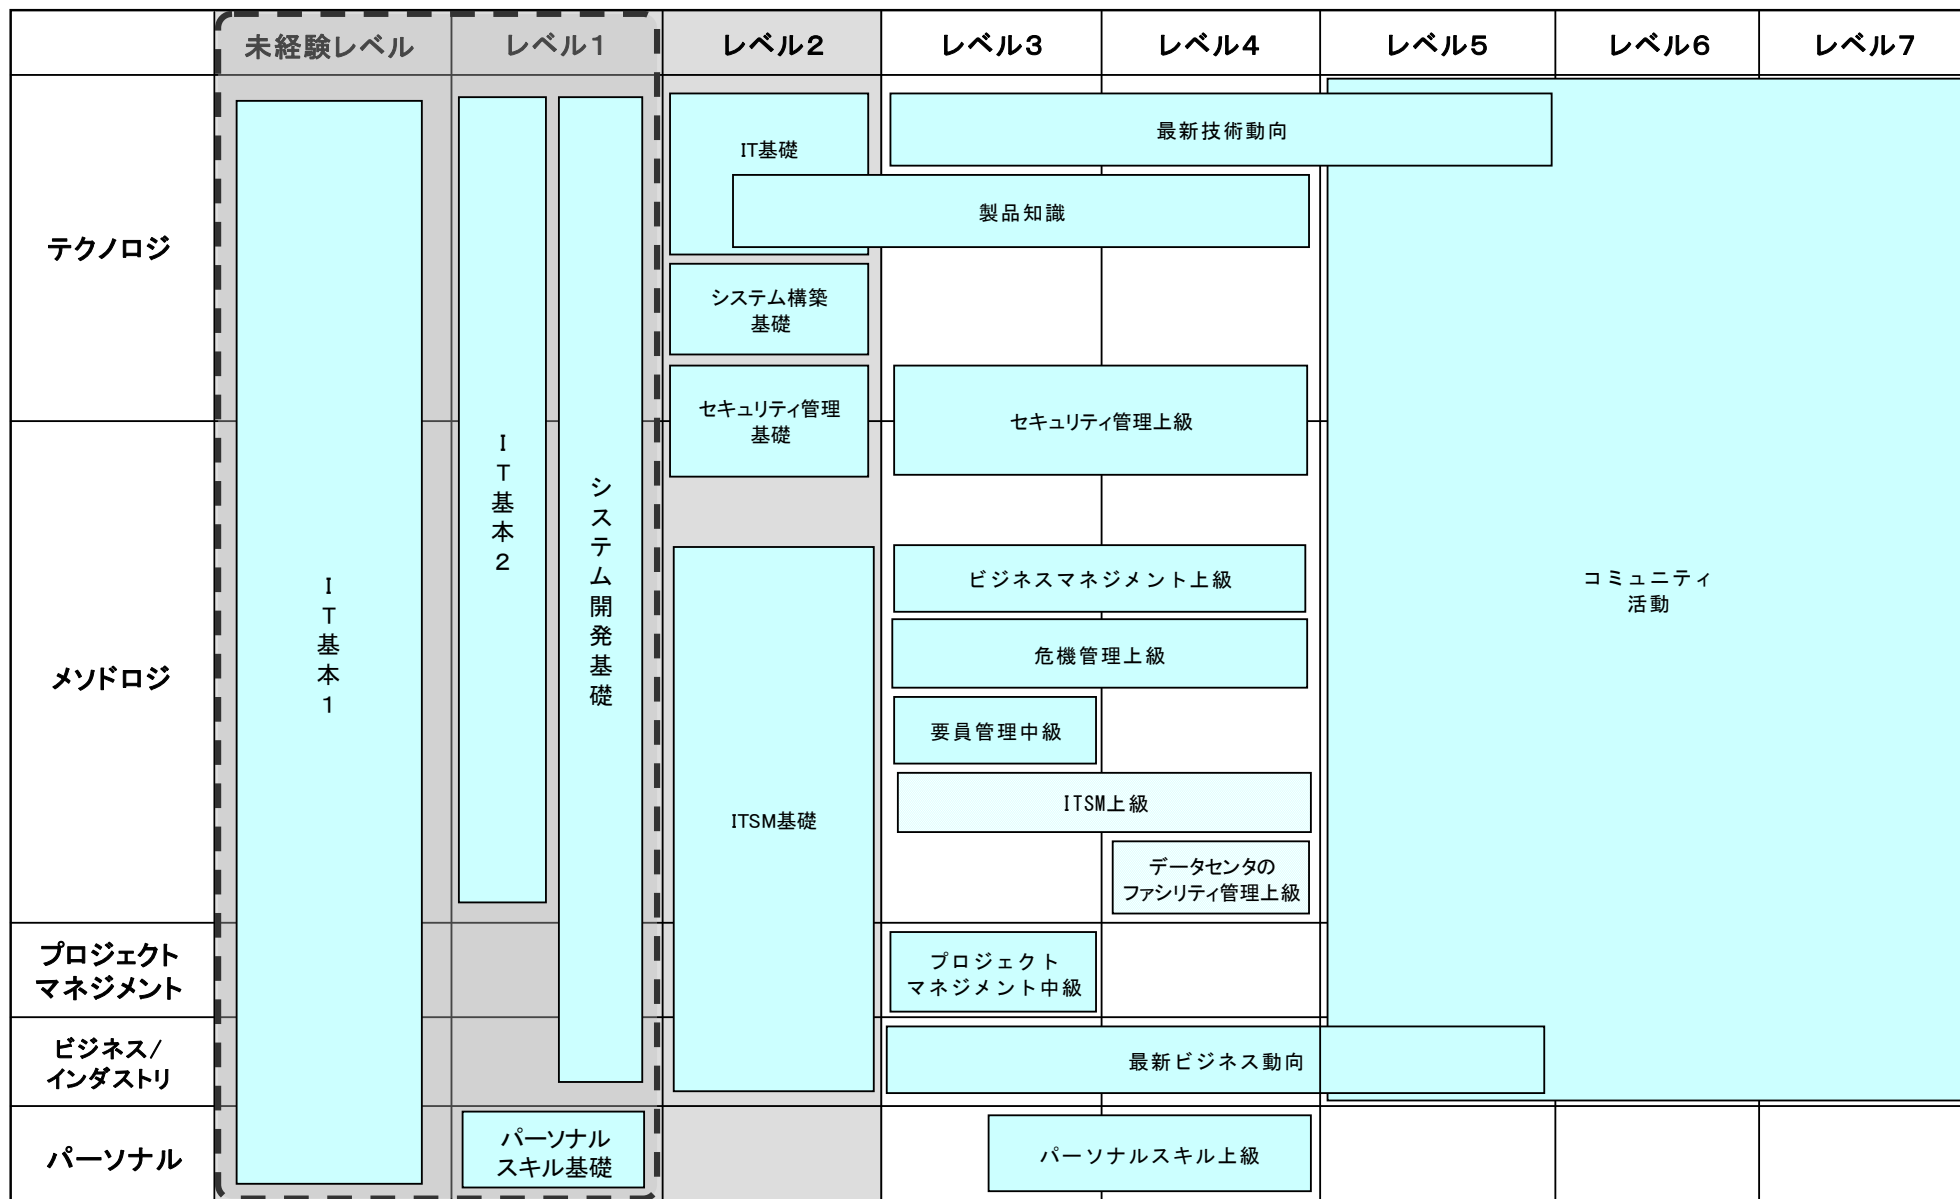 未経験レベル
レベル1
レベル2
レベル3
レベル4
レベル5
レベル6
レベル7
テクノロジ
メソドロジ
プロジェクト
マネジメント
ビジネス/
インダストリ
パーソナル
IT基本1
IT基本2
システム開発基礎
パーソナル
スキル基礎
IT基礎
製品知識
システム構築
基礎
セキュリティ管理
基礎
ITSM基礎
最新技術動向
セキュリティ管理上級
ビジネスマネジメント上級
危機管理上級
要員管理中級
ITSM上級
データセンタの
ファシリティ管理上級
プロジェクト
マネジメント中級
最新ビジネス動向
パーソナルスキル上級
コミュニティ
活動